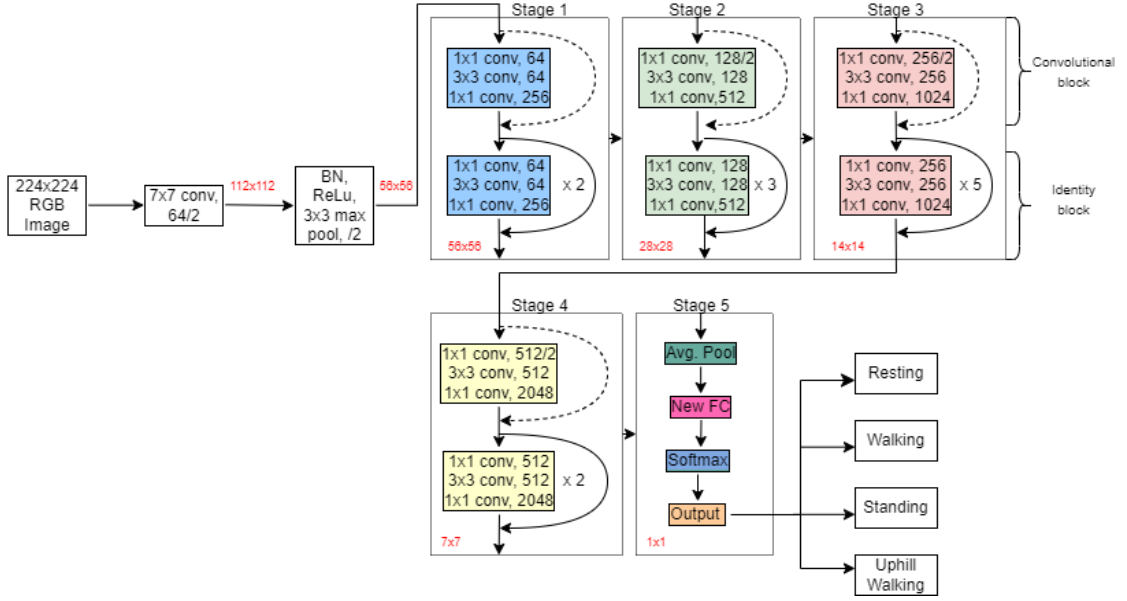 Stage 1
Stage 2
Stage 3
1x1 conv, 64
3x3 conv, 64
1x1 conv, 256
1x1 conv, 128/2
3x3 conv, 128
1x1 conv,512
1x1 conv, 256/2
3x3 conv, 256
1x1 conv, 1024
Convolutional
block
224x224
RGB
Image
7x7 conv,
64/2
112x112
BN,
ReLu,
3x3 max
pool, /2
56x56
1x1 conv, 64
3x3 conv, 64
1x1 conv, 256
x 2
56x56
1x1 conv, 128
3x3 conv, 128
1x1 conv,512
x 3
28x28
1x1 conv, 256
3x3 conv, 256
1x1 conv, 1024
x 5
14x14
Identity
block
Stage 4
Stage 5
1x1 conv, 512/2
3x3 conv, 512
1x1 conv, 2048
1x1 conv, 512
3x3 conv, 512
1x1 conv, 2048
x 2
7x7
Avg. Pool
New FC
Softmax
Output
1x1
Resting
Walking
Standing
Uphill
Walking